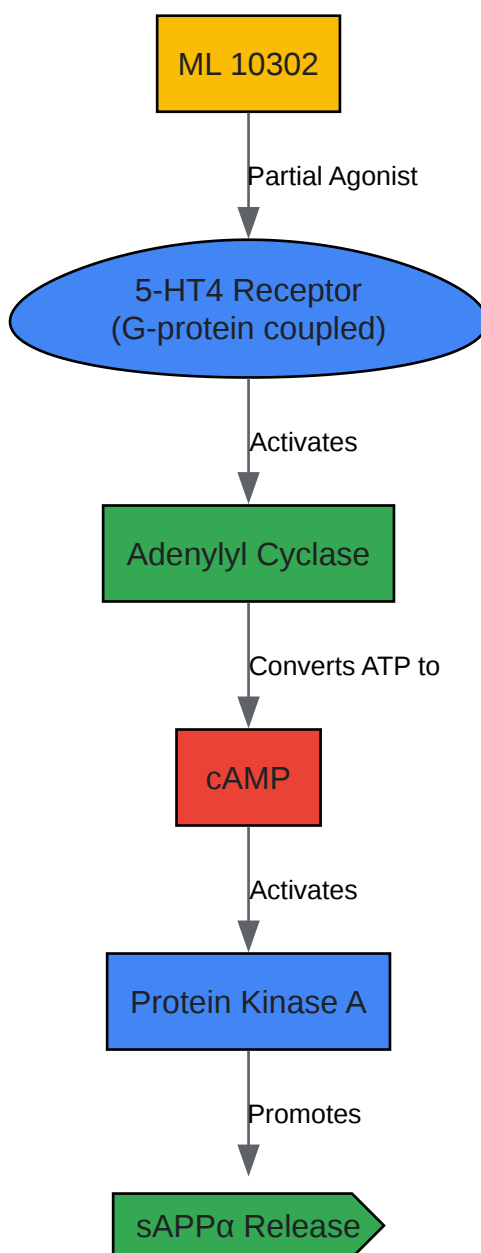 ML 10302
Partial Agonist
5-HT4 Receptor
(G-protein coupled)
Activates
Adenylyl Cyclase
Converts ATP to
cAMP
Activates
Protein Kinase A
Promotes
sAPPα Release